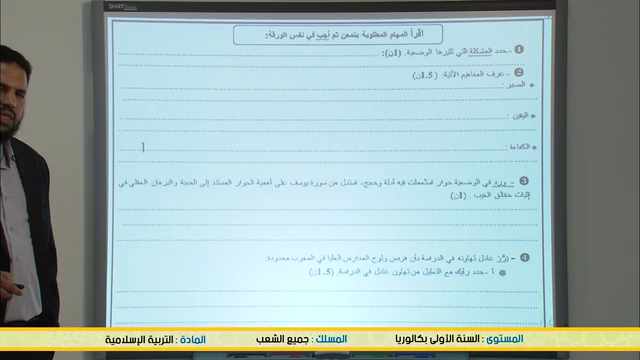 SMART
اقرأ المهام المطلوبة بتمعن ثم أجب في نفس الورقة:
1 - حدد المشكلة التي تثيرها الوضعية. (1ن):
2 - عرف المفاهيم الآتية: (1.5ن)
الصبر:
اليقين:
الكفاءة:
3 - ورد في الوضعية حوار استعملت فيه أدلة وحجج، استدل من سورة يوسف على أهمية الحوار المستند إلى الحجة والبرهان العقلي في
إثبات حقائق الغيب. (1ن)
4 - برَّر عادل تهاونه في الدراسة بأن فرص ولوج المدارس العليا في المغرب محدودة:
أ - حدد رأيك مع التعليل من تهاون عادل في الدراسة. (1.5ن)
المستوى : السنة الأولى بكالوريا المسلك : جميع الشعب المادة : التربية الإسلامية